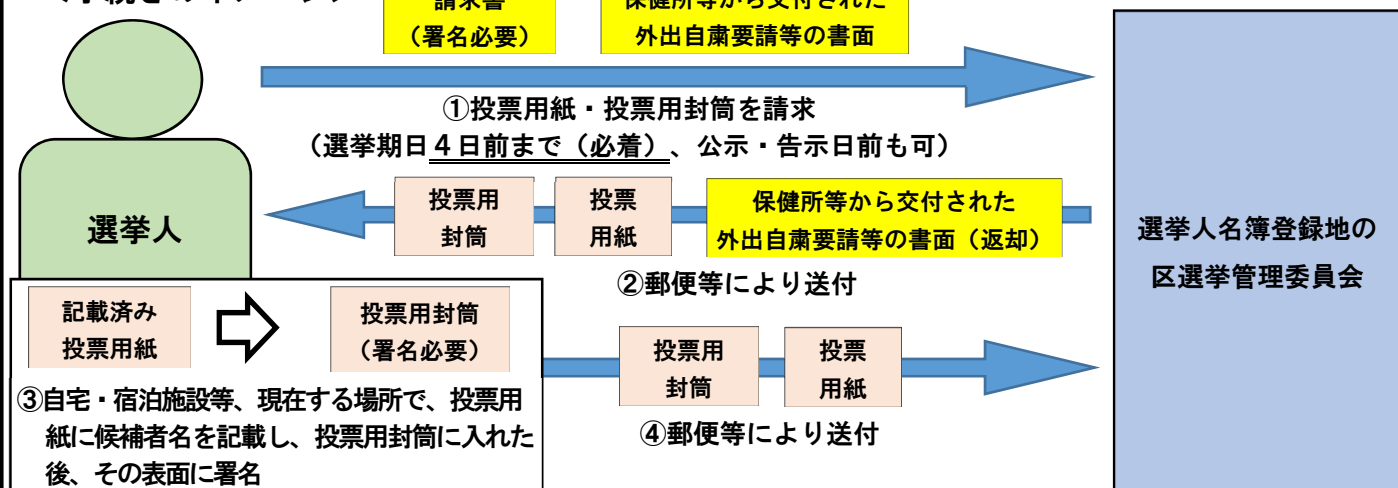 請求書
（署名必要）
保健所等から交付された
外出自粛要請等の書面
①投票用紙・投票用封筒を請求
（選挙期日４日前まで（必着）、公示・告示日前も可）
選挙人
投票用
封筒
投票
用紙
保健所等から交付された
外出自粛要請等の書面（返却）
②郵便等により送付
選挙人名簿登録地の
区選挙管理委員会
記載済み
投票用紙
投票用封筒
（署名必要）
③自宅・宿泊施設等、現在する場所で、投票用
紙に候補者名を記載し、投票用封筒に入れた
後、その表面に署名
投票用
封筒
投票
用紙
④郵便等により送付